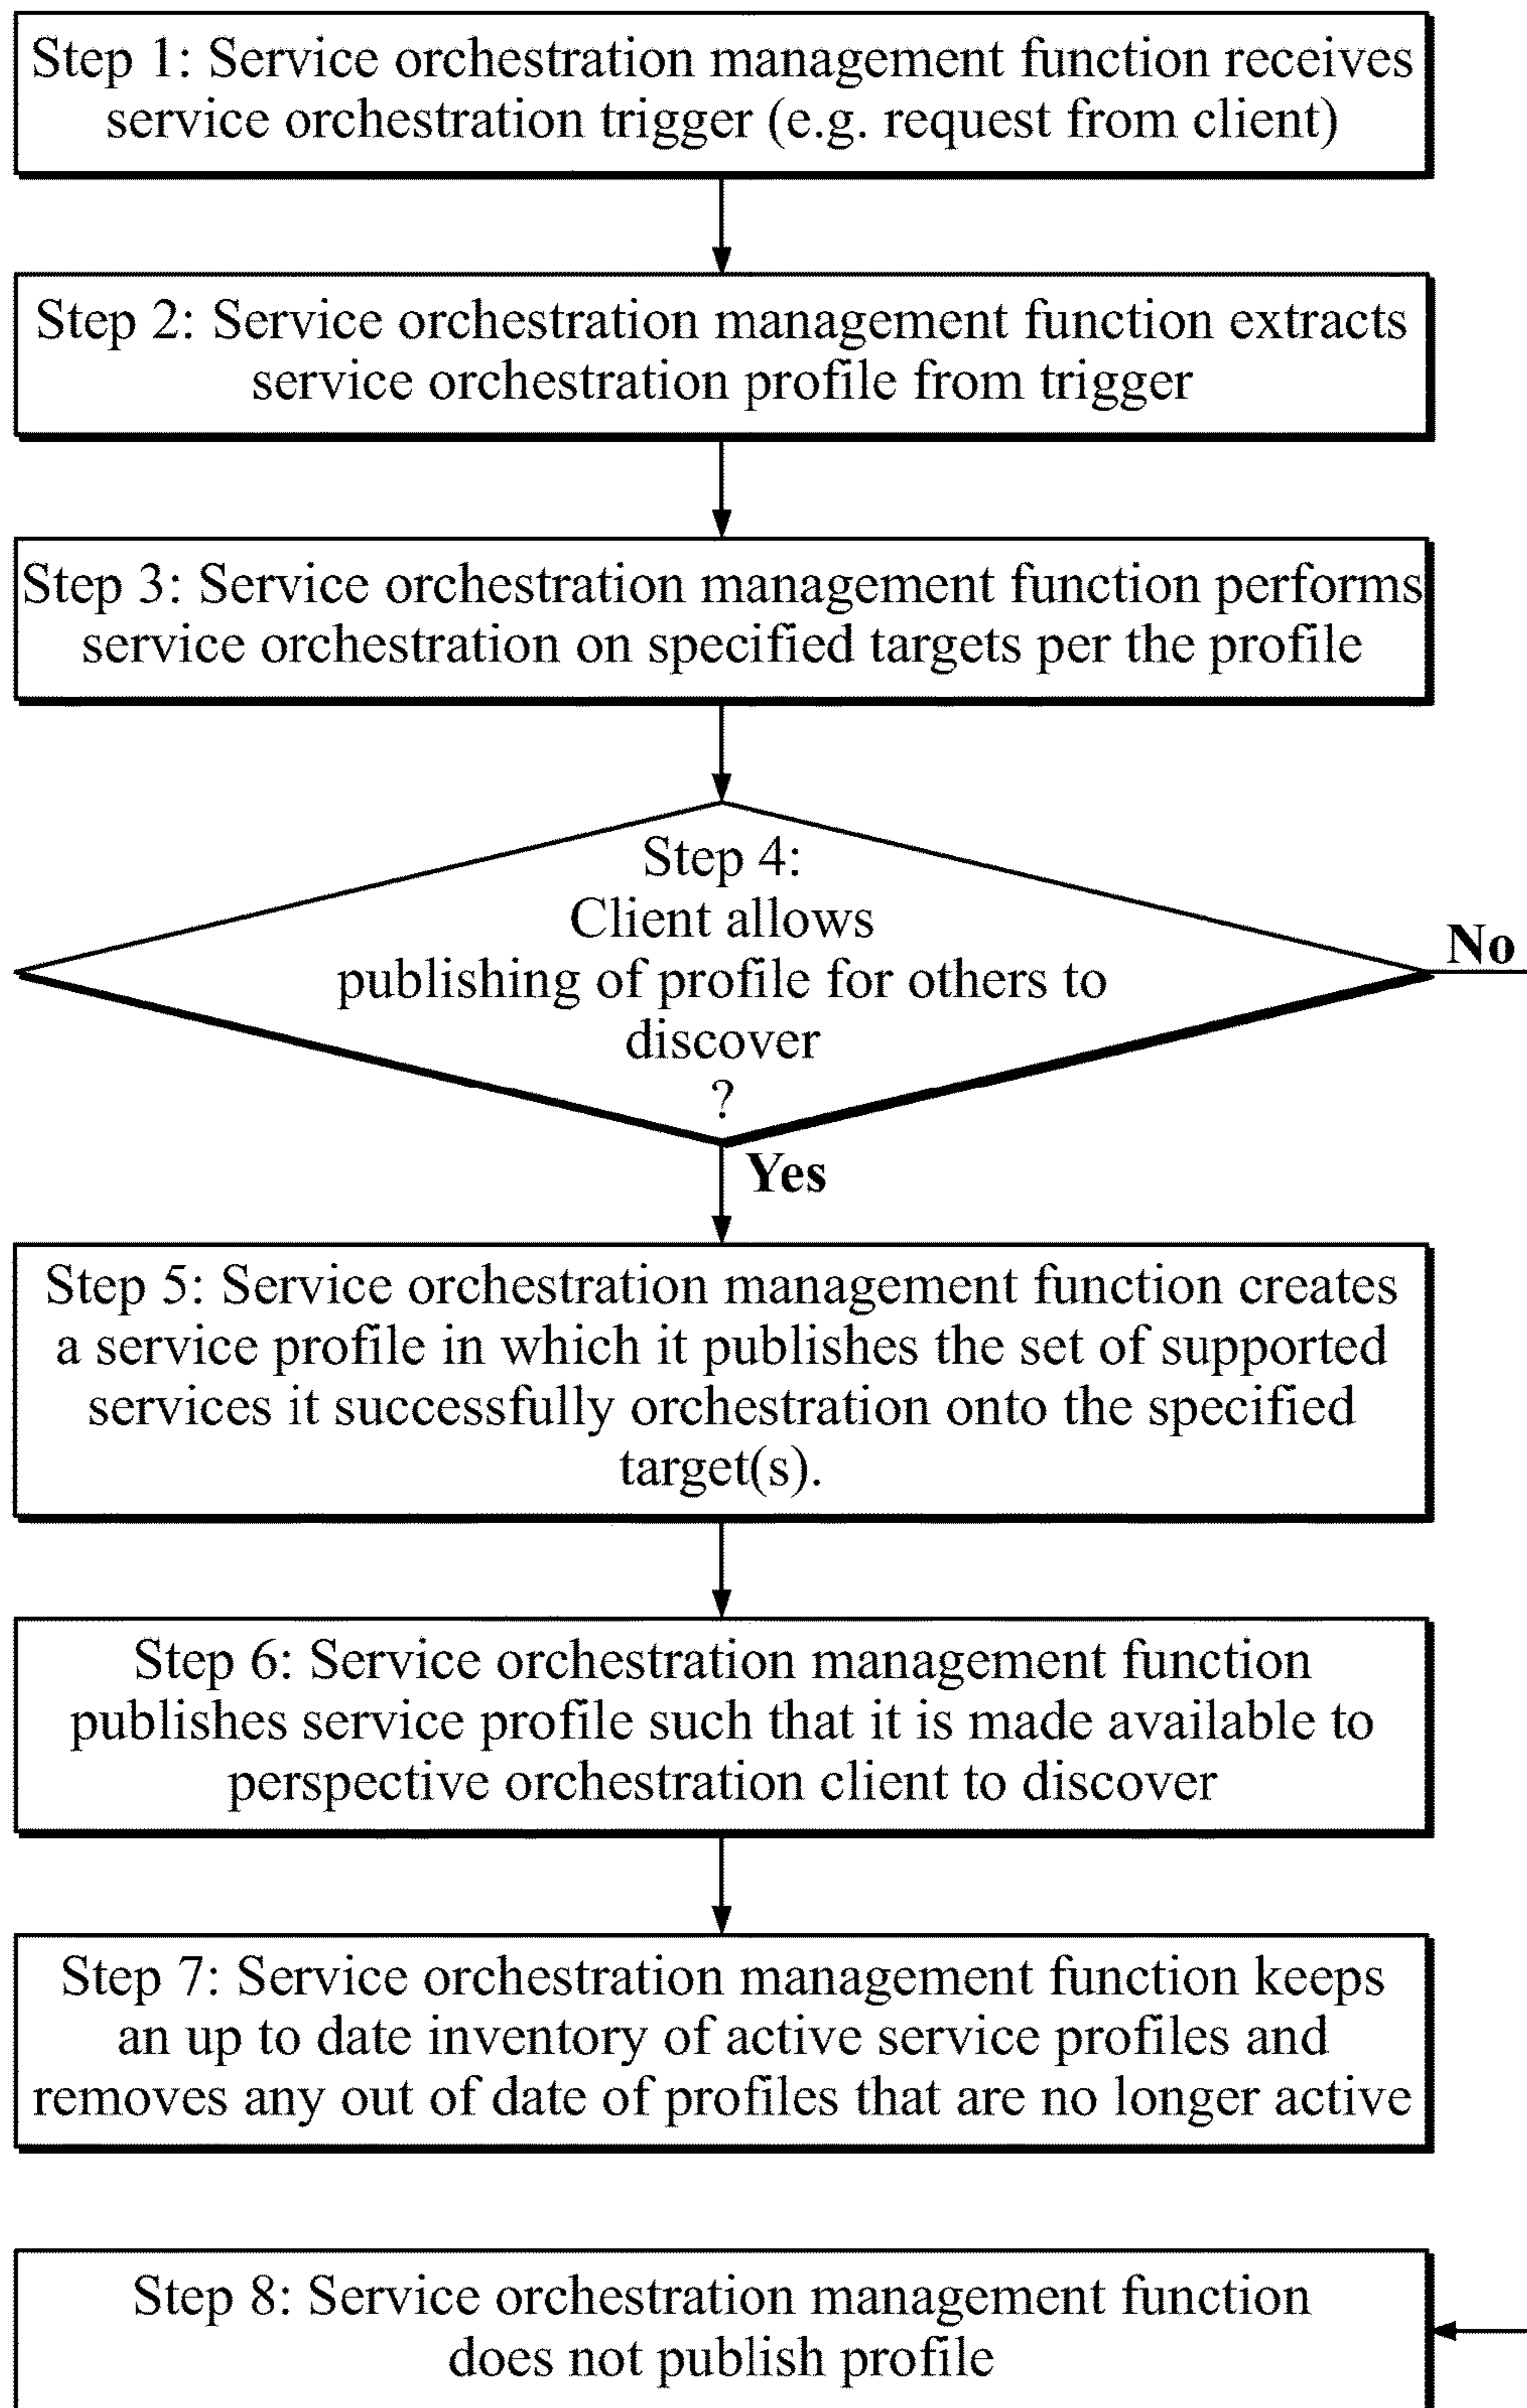 Step 1: Service orchestration management function receives
service orchestration trigger (e.g. request from client)
Step 2: Service orchestration management function extracts
service orchestration profile from trigger
Step 3: Service orchestration management function performs
service orchestration on specified targets per the profile
Step 4:
Client allows
publishing of profile for others to
discover
?
No
Yes
Step 5: Service orchestration management function creates
a service profile in which it publishes the set of supported
services it successfully orchestration onto the specified
target(s).
Step 6: Service orchestration management function
publishes service profile such that it is made available to
perspective orchestration client to discover
Step 7: Service orchestration management function keeps
an up to date inventory of active service profiles and
removes any out of date of profiles that are no longer active
Step 8: Service orchestration management function
does not publish profile